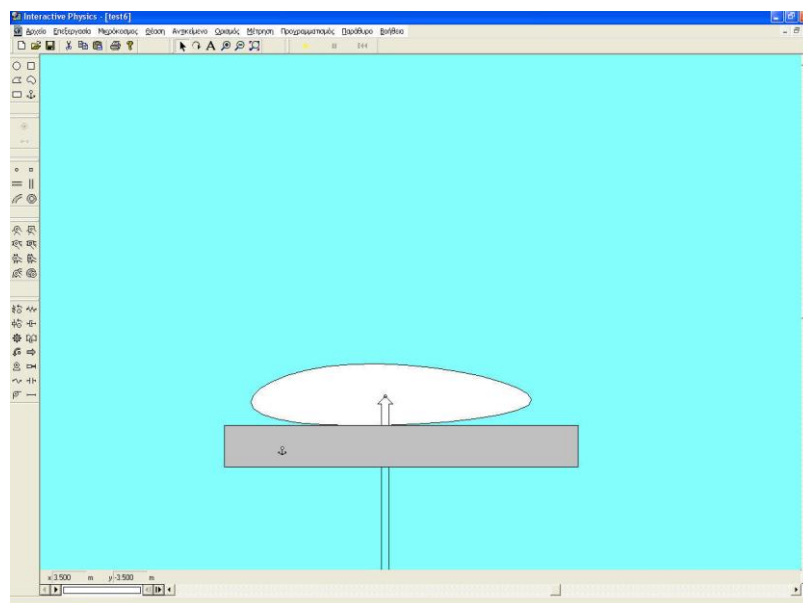 Interactive Physics - [test6]
Αρχείο Επεξεργασία Μικρόκοσμος Θέαση Αντικείμενο Ορισμός Μέτρηση Προγραμματισμός Παράθυρο Βοήθεια
x 3.500 m y -3.500 m